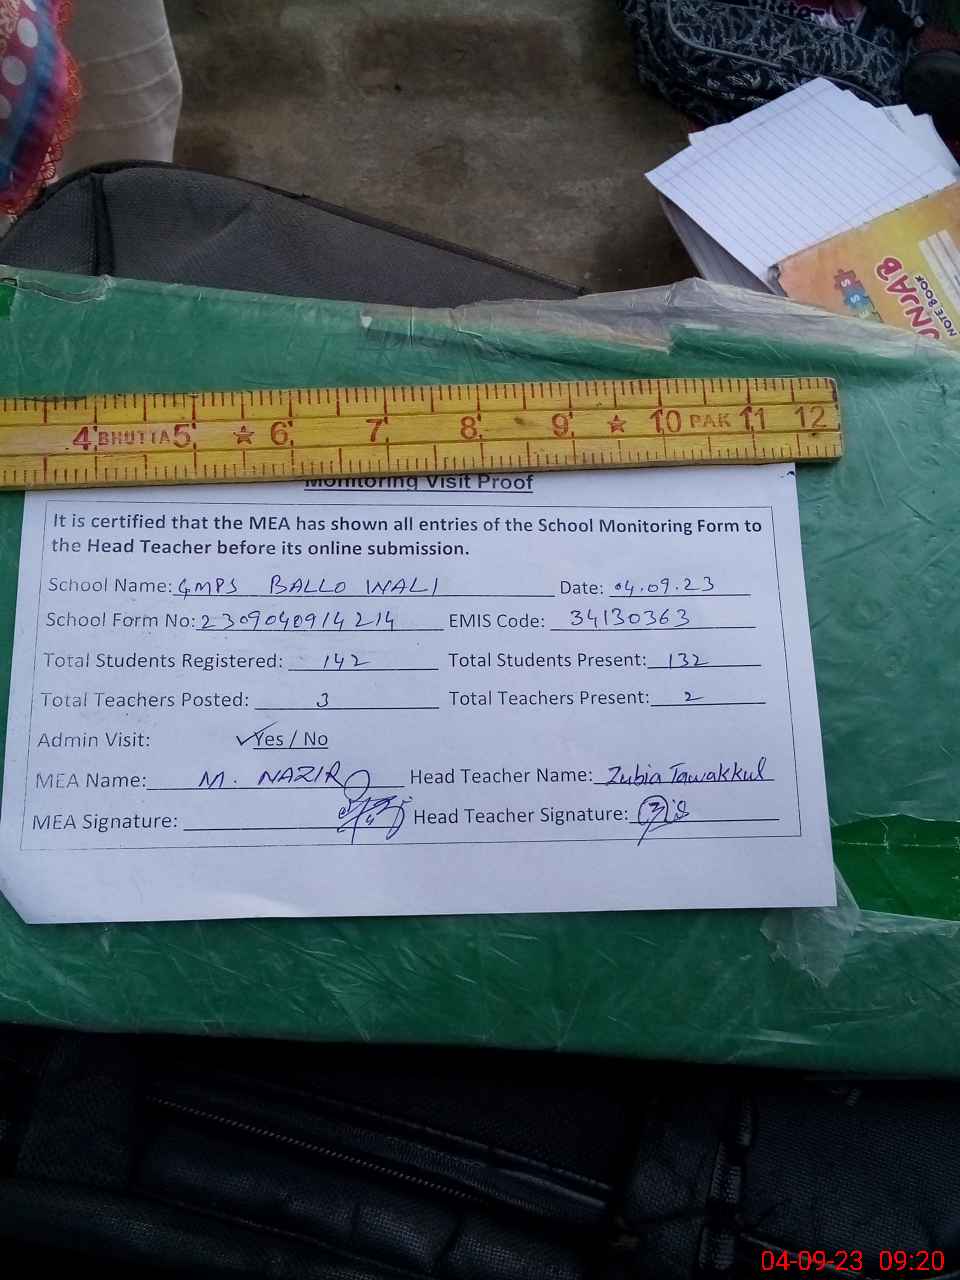 4 BHUTTA 5 ★ 6 7 8 9 ★ 10 PAK 11 12
NJAB
NOTE BOOK
Monitoring Visit Proof
It is certified that the MEA has shown all entries of the School Monitoring Form to
the Head Teacher before its online submission.
School Name: GMPS BALLO WALI Date: 04.09.23
School Form No: 2309040914214 EMIS Code: 34130363
Total Students Registered: 142 Total Students Present: 132
Total Teachers Posted: 3 Total Teachers Present: 2
Admin Visit: ✓Yes / No
MEA Name: M. NAZIR Head Teacher Name: Zubia Tawakkul
MEA Signature: Head Teacher Signature:
04-09-23 09:20